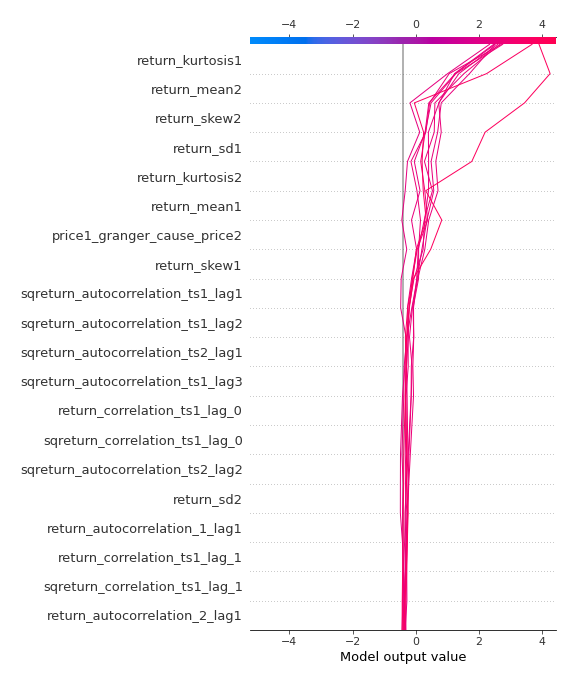 −4 −2 0 2 4
return_kurtosis1
return_mean2
return_skew2
return_sd1
return_kurtosis2
return_mean1
price1_granger_cause_price2
return_skew1
sqreturn_autocorrelation_ts1_lag1
sqreturn_autocorrelation_ts1_lag2
sqreturn_autocorrelation_ts2_lag1
sqreturn_autocorrelation_ts1_lag3
return_correlation_ts1_lag_0
sqreturn_correlation_ts1_lag_0
sqreturn_autocorrelation_ts2_lag2
return_sd2
return_autocorrelation_1_lag1
return_correlation_ts1_lag_1
sqreturn_correlation_ts1_lag_1
return_autocorrelation_2_lag1
−4 −2 0 2 4
Model output value